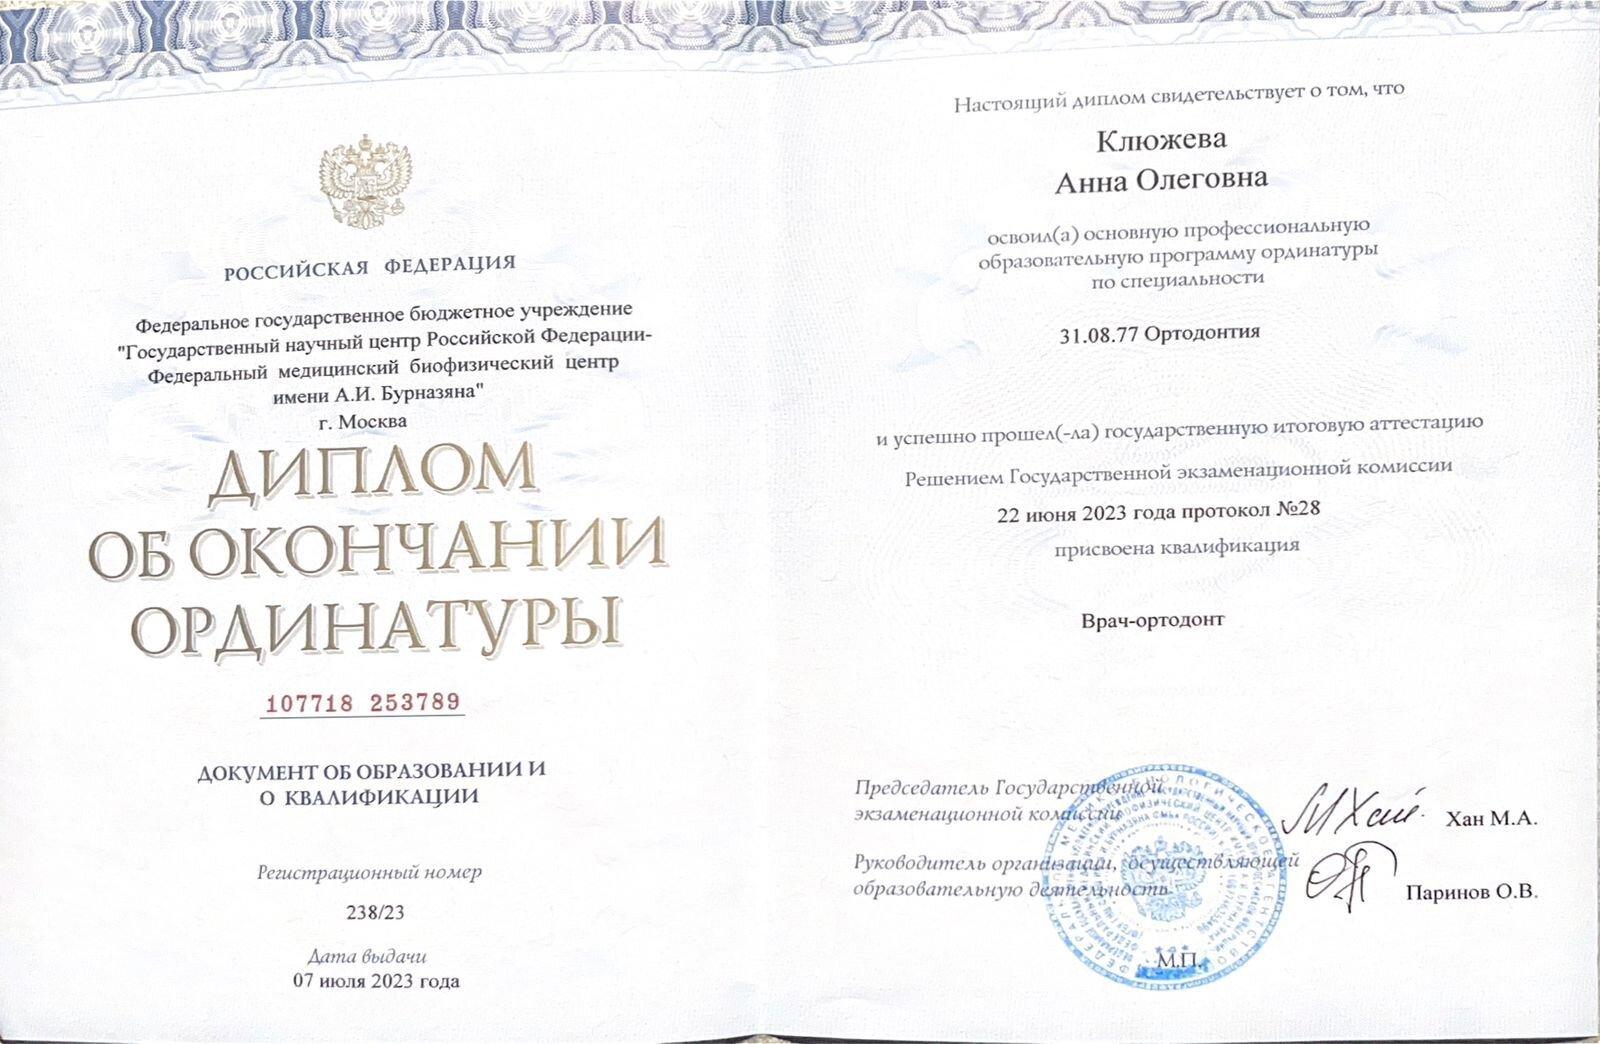 РОССИЙСКАЯ ФЕДЕРАЦИЯ
Федеральное государственное бюджетное учреждение
"Государственный научный центр Российской Федерации-
Федеральный медицинский биофизический центр
имени А.И. Бурназяна"
г. Москва
ДИПЛОМ
ОБ ОКОНЧАНИИ
ОРДИНАТУРЫ
107718 253789
ДОКУМЕНТ ОБ ОБРАЗОВАНИИ И
О КВАЛИФИКАЦИИ
Регистрационный номер
238/23
Дата выдачи
07 июля 2023 года
Настоящий диплом свидетельствует о том, что
Клюжева
Анна Олеговна
освоил(а) основную профессиональную
образовательную программу ординатуры
по специальности
31.08.77 Ортодонтия
и успешно прошел(-ла) государственную итоговую аттестацию
Решением Государственной экзаменационной комиссии
22 июня 2023 года протокол №28
присвоена квалификация
Врач-ортодонт
Председатель Государственной
экзаменационной комиссии
Хан М.А.
Руководитель организации, осуществляющей
образовательную деятельность
Паринов О.В.
М.П.